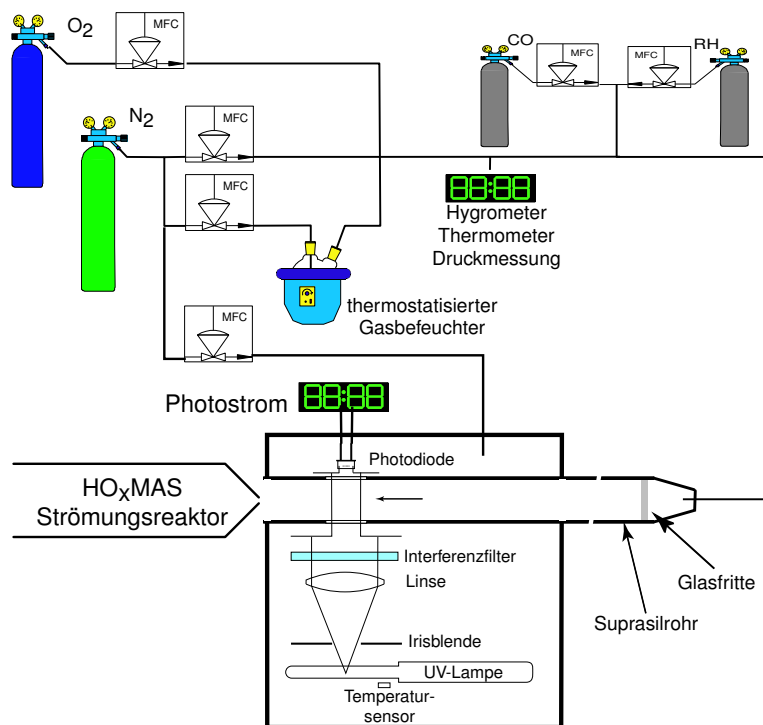 O2
MFC
CO
MFC
MFC
RH
N2
MFC
MFC
88:88
Hygrometer
Thermometer
Druckmessung
thermostatisierter
Gasbefeuchter
MFC
88:88
Photostrom
Photodiode
HOxMAS
Strömungsreaktor
Interferenzfilter
Linse
Glasfritte
Suprasilrohr
Irisblende
UV-Lampe
Temperatur-
sensor